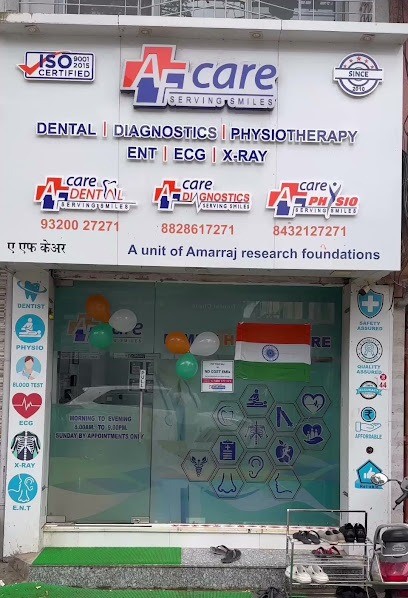 ISO 9001 2015
CERTIFIED
AF care
SERVING SMILES
SINCE
2010
DENTAL | DIAGNOSTICS | PHYSIOTHERAPY
ENT | ECG | X-RAY
AF care DENTAL
SERVING SMILES
93200 27271
AF care DIAGNOSTICS
SERVING SMILES
8828617271
AF care PHYSIO
SERVING SMILES
8432127271
ए एफ केअर
A unit of Amarraj research foundations
DENTIST
PHYSIO
BLOOD TEST
ECG
X-RAY
E.N.T
MORNING TO EVENING
SUNDAY BY APPOINTMENTS ONLY
NO COST EMIs
SAFETY ASSURED
QUALITY ASSURED
44
AFFORDABLE